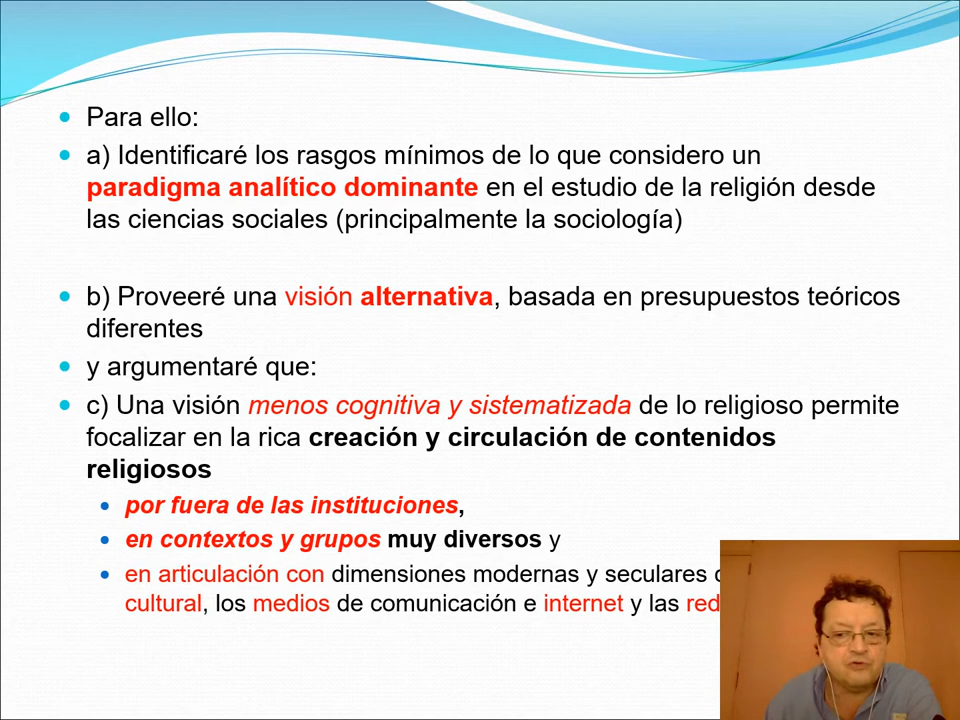 Para ello:
a) Identificaré los rasgos mínimos de lo que considero un
paradigma analítico dominante en el estudio de la religión desde
las ciencias sociales (principalmente la sociología)
b) Proveeré una visión alternativa, basada en presupuestos teóricos
diferentes
y argumentaré que:
c) Una visión menos cognitiva y sistematizada de lo religioso permite
focalizar en la rica creación y circulación de contenidos
religiosos
por fuera de las instituciones,
en contextos y grupos muy diversos y
en articulación con dimensiones modernas y seculares
cultural, los medios de comunicación e internet y las